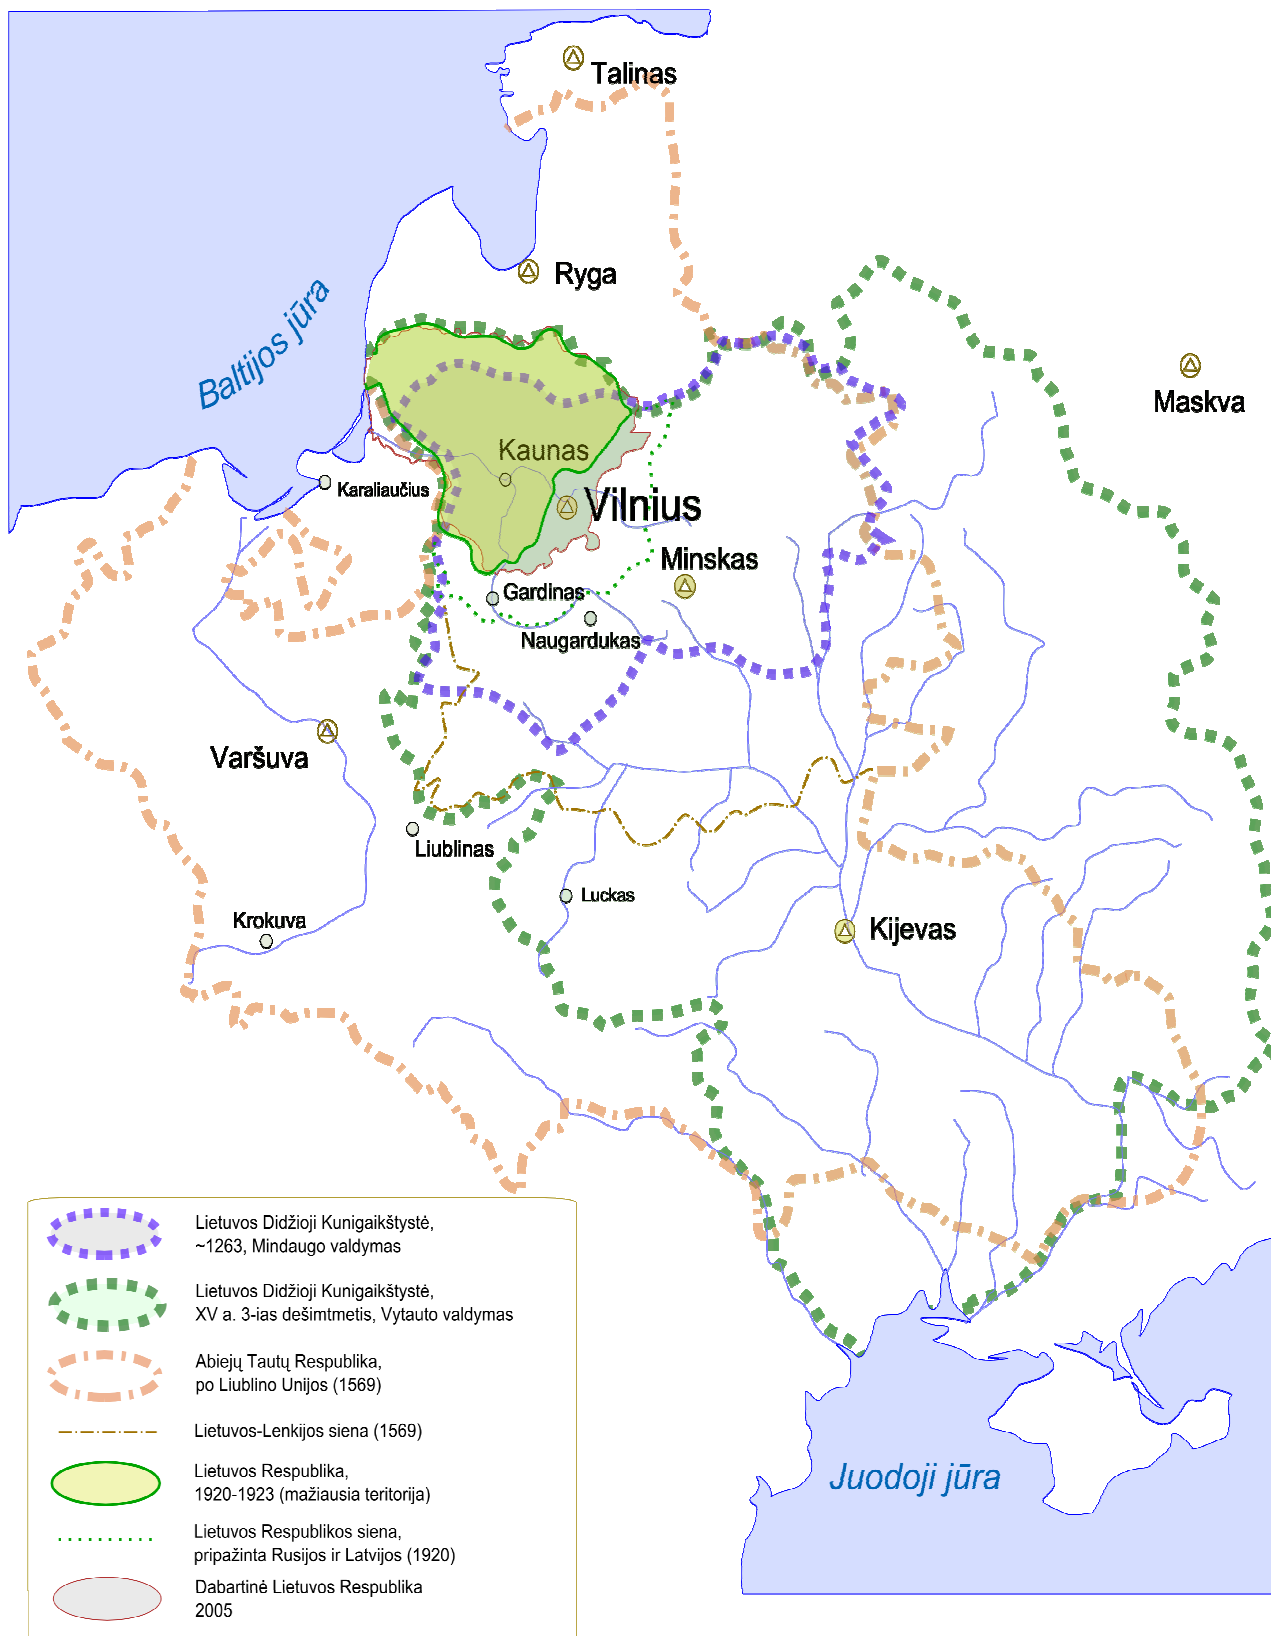 Talinas
Ryga
Baltijos jūra
Maskva
Kaunas
Karaliaučius
Vilnius
Minskas
Gardinas
Naugardukas
Varšuva
Liublinas
Luckas
Krokuva
Kijevas
Lietuvos Didžioji Kunigaikštystė,
~1263, Mindaugo valdymas
Lietuvos Didžioji Kunigaikštystė,
XV a. 3-ias dešimtmetis, Vytauto valdymas
Abiejų Tautų Respublika,
po Liublino Unijos (1569)
Lietuvos-Lenkijos siena (1569)
Lietuvos Respublika,
1920-1923 (mažiausia teritorija)
Lietuvos Respublikos siena,
pripažinta Rusijos ir Latvijos (1920)
Dabartinė Lietuvos Respublika
2005
Juodoji jūra